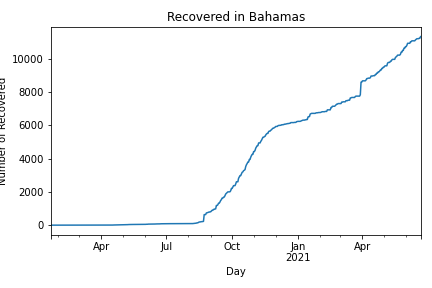 Recovered in Bahamas
Number of Recovered
10000
8000
6000
4000
2000
0
Apr
Jul
Oct
Jan
2021
Apr
Day